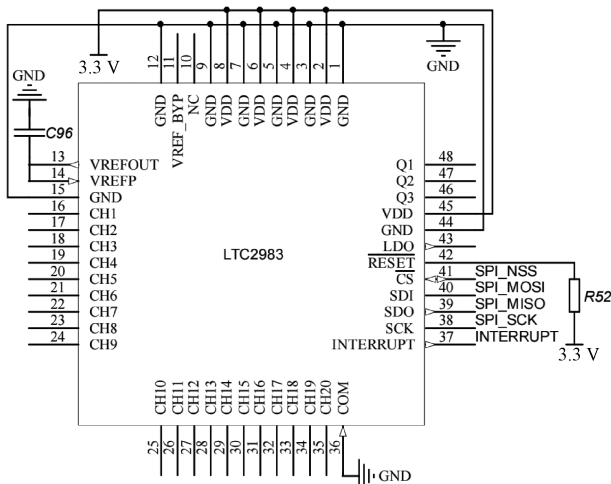 3.3 V
GND
GND
C96
12 11 10 9 8 7 6 5 4 3 2 1
GND VREF_BYP NC GND VDD GND VDD GND VDD GND VDD GND
13 VREFOUT
14 VREFP
15 GND
16 CH1
17 CH2
18 CH3
19 CH4
20 CH5
21 CH6
22 CH7
23 CH8
24 CH9
LTC2983
Q1 48
Q2 47
Q3 46
VDD 45
GND 44
LDO 43
RESET 42
CS 41 SPI_NSS
SDI 40 SPI_MOSI
SDO 39 SPI_MISO
SCK 38 SPI_SCK
INTERRUPT 37 INTERRUPT
R52
3.3 V
CH10 CH11 CH12 CH13 CH14 CH15 CH16 CH17 CH18 CH19 CH20 COM
25 26 27 28 29 30 31 32 33 34 35 36
GND